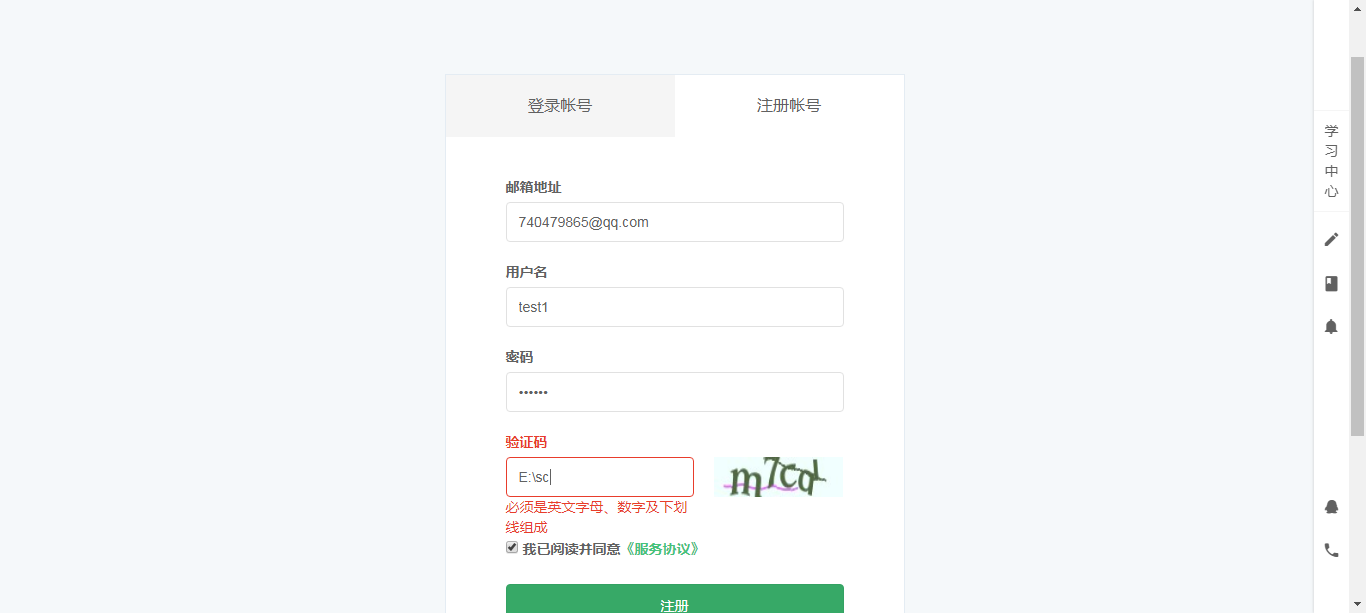 登录帐号
注册帐号
邮箱地址
740479865@qq.com
用户名
test1
密码
••••••
验证码
E:\sc
m7cd
必须是英文字母、数字及下划
线组成
我已阅读并同意《服务协议》
注册
学
习
中
心